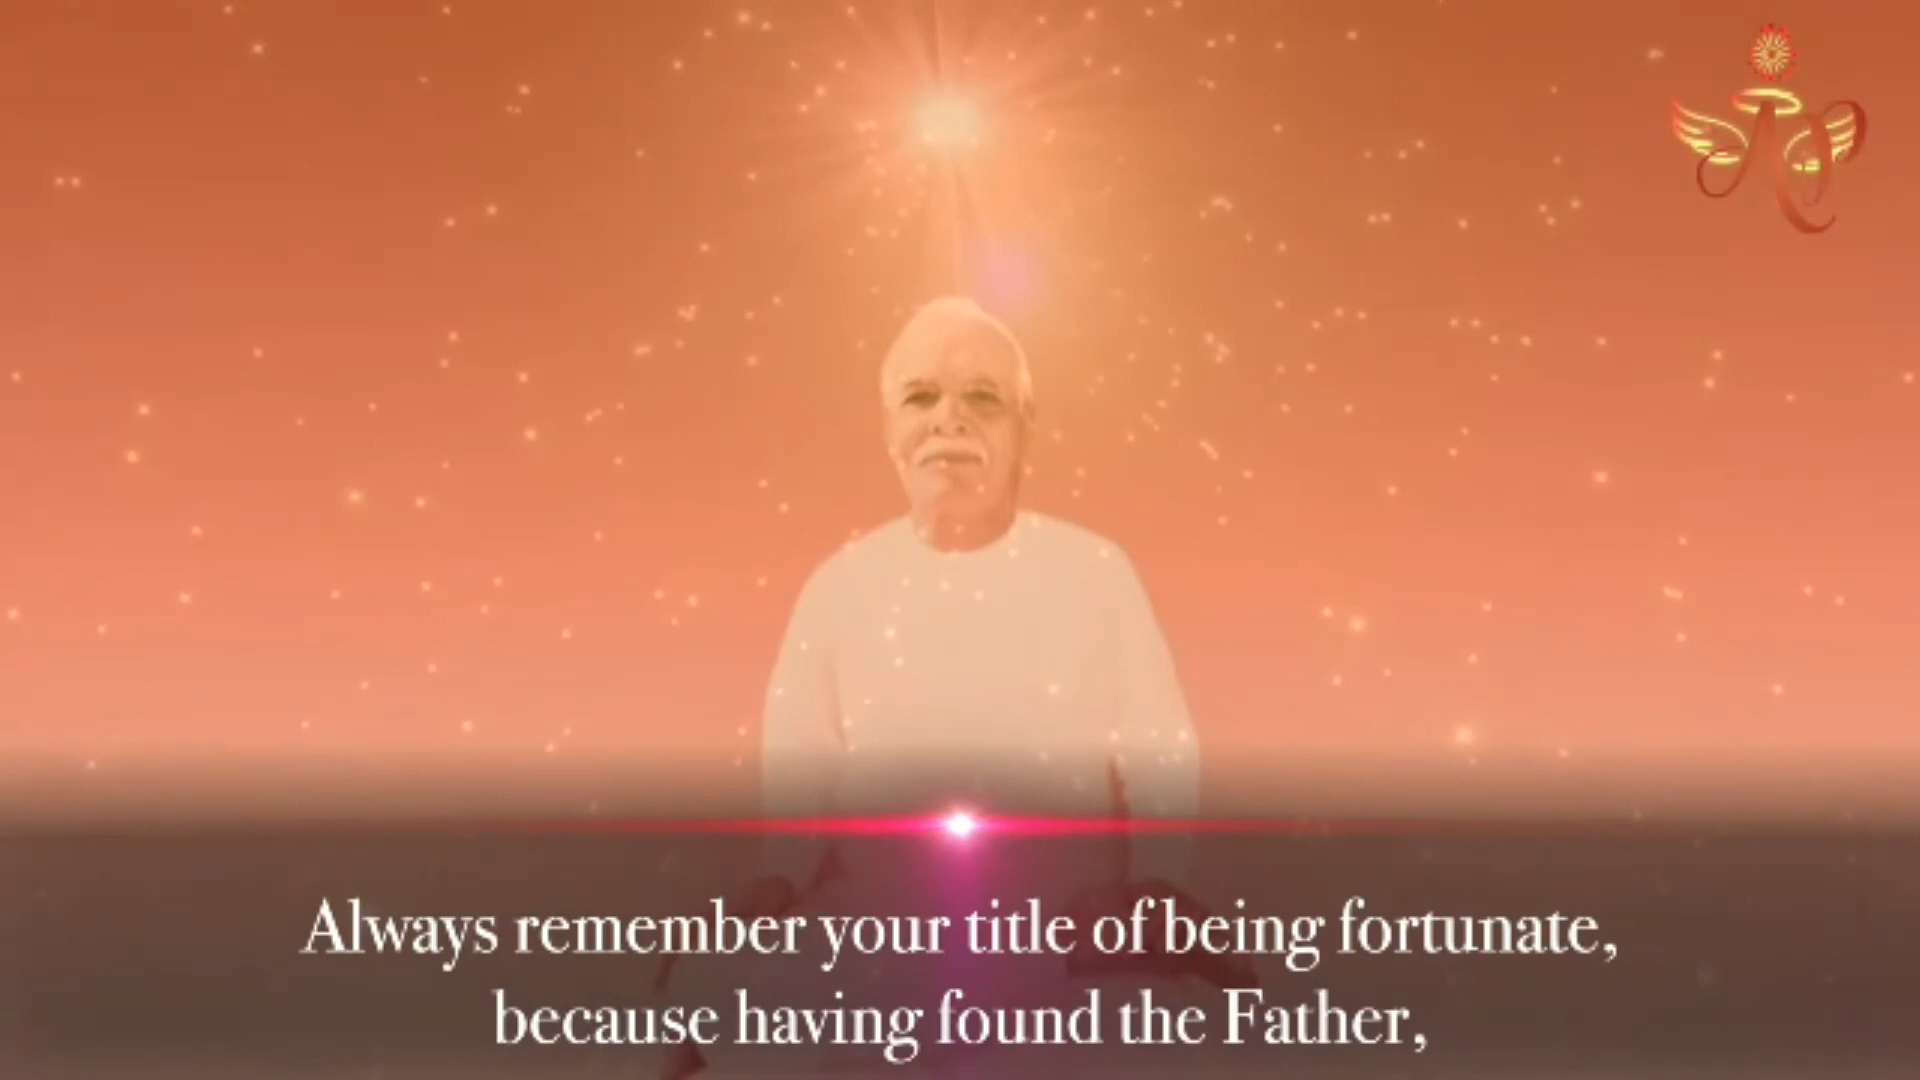 Always remember your title of being fortunate,
because having found the Father,